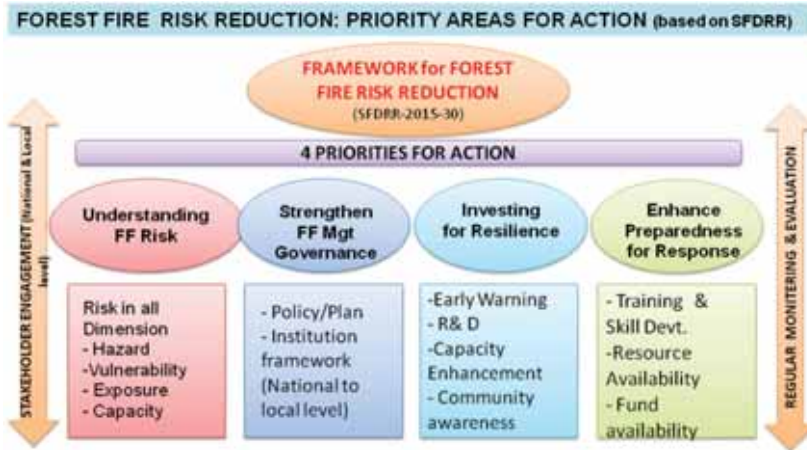 FOREST FIRE RISK REDUCTION: PRIORITY AREAS FOR ACTION (based on SFDRR)
FRAMEWORK for FOREST
FIRE RISK REDUCTION
(SFDRR-2015-30)
4 PRIORITIES FOR ACTION
STAKEHOLDER ENGAGEMENT (National & Local
level)
Understanding
FF Risk
Risk in all
Dimension
- Hazard
-Vulnerability
- Exposure
- Capacity
Strengthen
FF Mgt
Governance
- Policy/Plan
- Institution
framework
(National to
local level)
Investing
for Resilience
-Early Warning
- R& D
-Capacity
Enhancement
- Community
awareness
Enhance
Preparedness
for Response
- Training &
Skill Devt.
-Resource
Availability
- Fund
availability
REGULAR MONITERING & EVALUATION